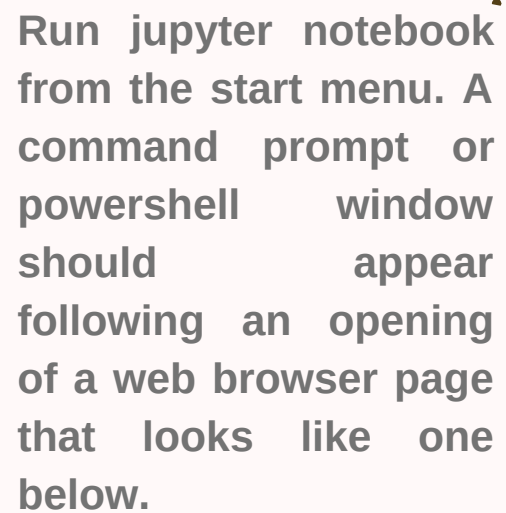 Run jupyter notebook
from the start menu. A
command prompt or
powershell window
should appear
following an opening
of a web browser page
that looks like one
below.